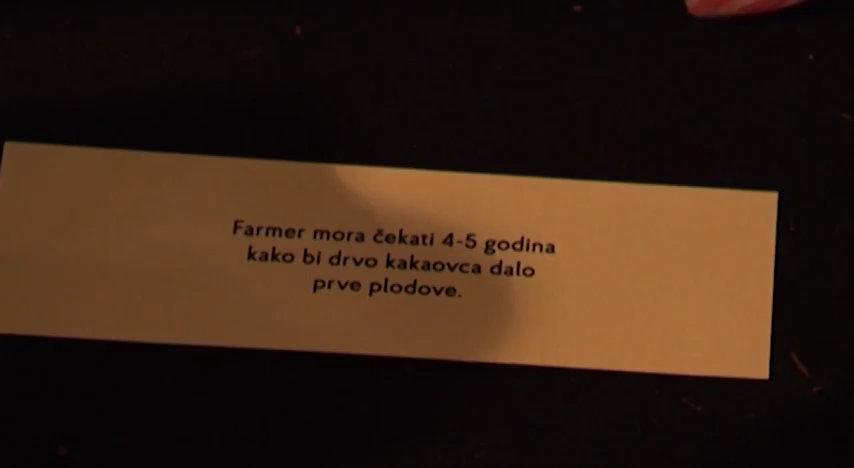 Farmer mora čekati 4-5 godina
kako bi drvo kakaovca dalo
prve plodove.